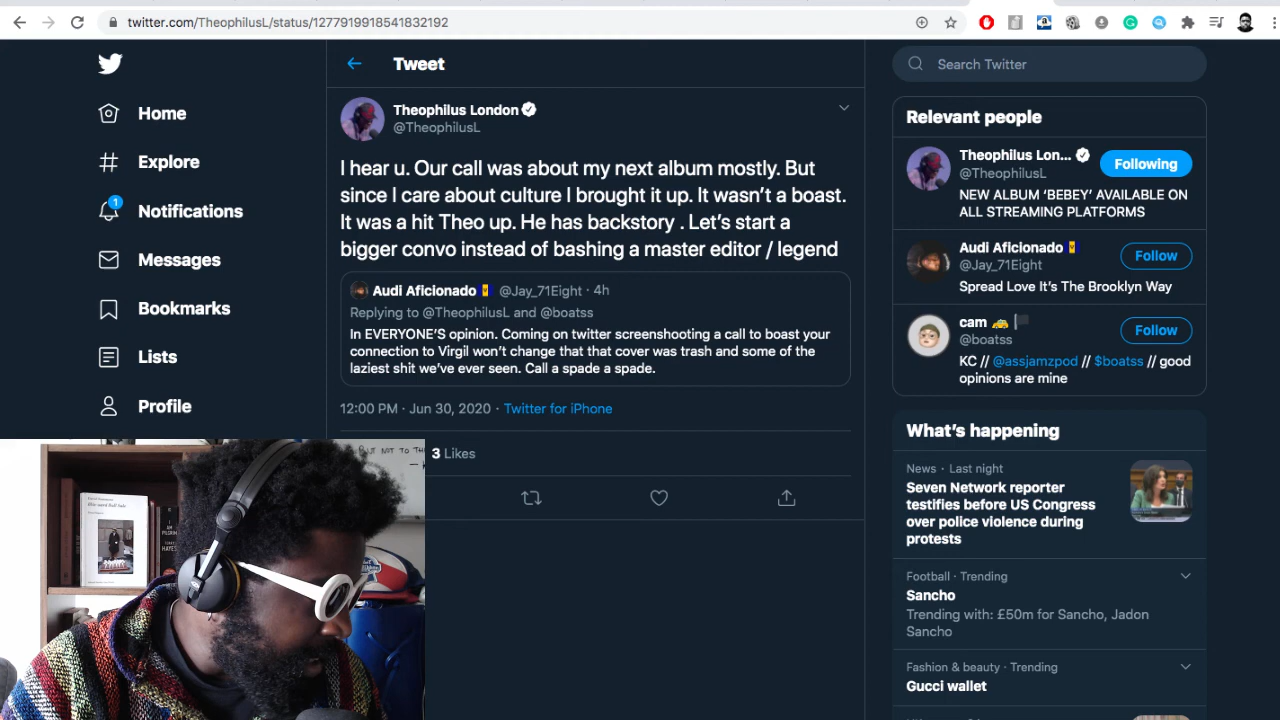 twitter.com/TheophilusL/status/1277919918541832192
Home
Explore
1
Notifications
Messages
Bookmarks
Lists
Profile
Tweet
Theophilus London
@TheophilusL
I hear u. Our call was about my next album mostly. But
since I care about culture I brought it up. It wasn't a boast.
It was a hit Theo up. He has backstory . Let's start a
bigger convo instead of bashing a master editor / legend
Audi Aficionado @Jay_71Eight · 4h
Replying to @TheophilusL and @boatss
In EVERYONE'S opinion. Coming on twitter screenshooting a call to boast your
connection to Virgil won't change that that cover was trash and some of the
laziest shit we've ever seen. Call a spade a spade.
12:00 PM · Jun 30, 2020 · Twitter for iPhone
3 Likes
Search Twitter
Relevant people
Theophilus Lon...
@TheophilusL
Following
NEW ALBUM 'BEBEY' AVAILABLE ON
ALL STREAMING PLATFORMS
Audi Aficionado
@Jay_71Eight
Follow
Spread Love It's The Brooklyn Way
cam
@boatss
Follow
KC // @assjamzpod // $boatss // good
opinions are mine
What's happening
News · Last night
Seven Network reporter
testifies before US Congress
over police violence during
protests
Football · Trending
Sancho
Trending with: £50m for Sancho, Jadon
Sancho
Fashion & beauty · Trending
Gucci wallet
BUT NOT TO TH
I AM
PILGRIM
TERRY
HAYES